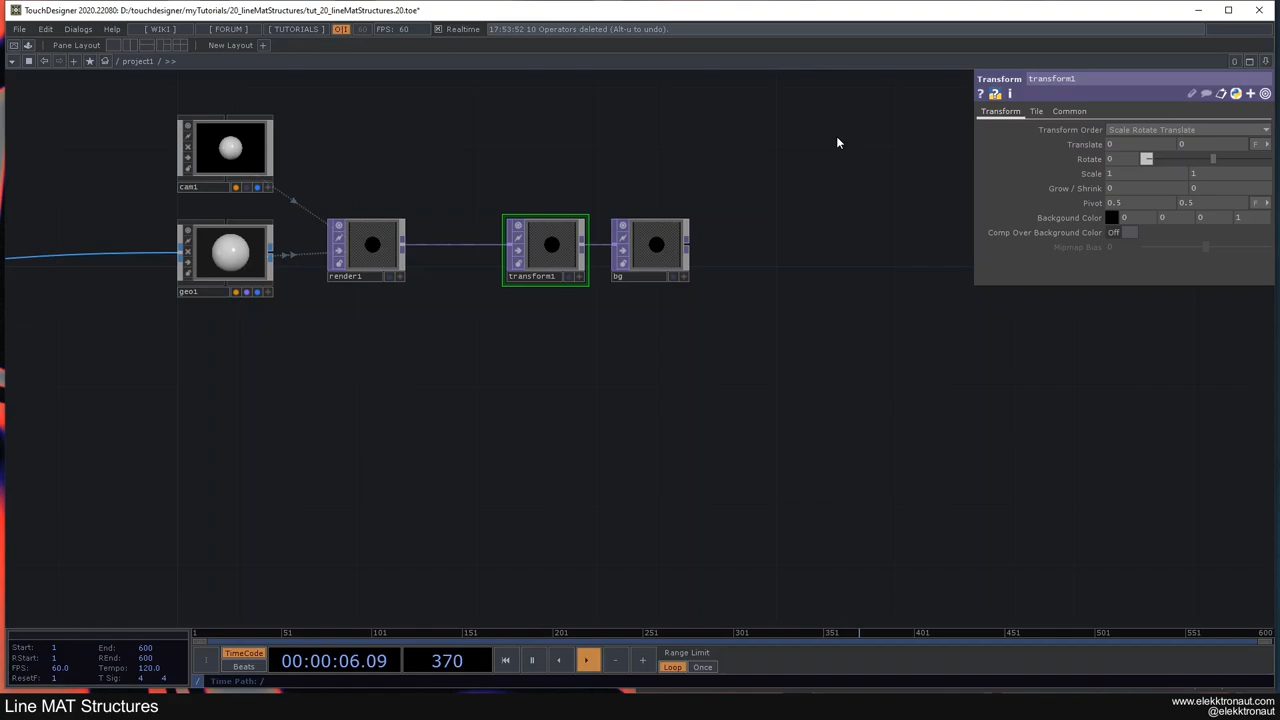 TouchDesigner 2020.22080: D:/touchdesigner/myTutorials/20_lineMatStructures/tut_20_lineMatStructures.20.toe*
File Edit Dialogs Help [ WIKI ] [ FORUM ] [ TUTORIALS ] OII 60 FPS: 60 Realtime 17:53:52 10 Operators deleted (Alt-u to undo).
Pane Layout New Layout +
/ project1 / >> 0
Transform transform1
? ? i
Transform Tile Common
Transform Order Scale Rotate Translate
Translate 0 0 F
Rotate 0
Scale 1 1
Grow / Shrink 0 0
Pivot 0.5 0.5 F
Background Color 0 0 0 1
Comp Over Background Color Off
Mipmap Bias
cam1
render1 transform1 bg
geo1
1 51 101 151 201 251 301 351 401 451 501 551 600
Start: 1 End: 600
RStart: 1 REnd: 600
FPS: 60.0 Tempo: 120.0
ResetF: 1 T Sig: 4 4
TimeCode
Beats
00:00:06.09 370
Range Limit
Loop Once
/ Time Path: /
Line MAT Structures
www.elekktronaut.com
@elekktronaut